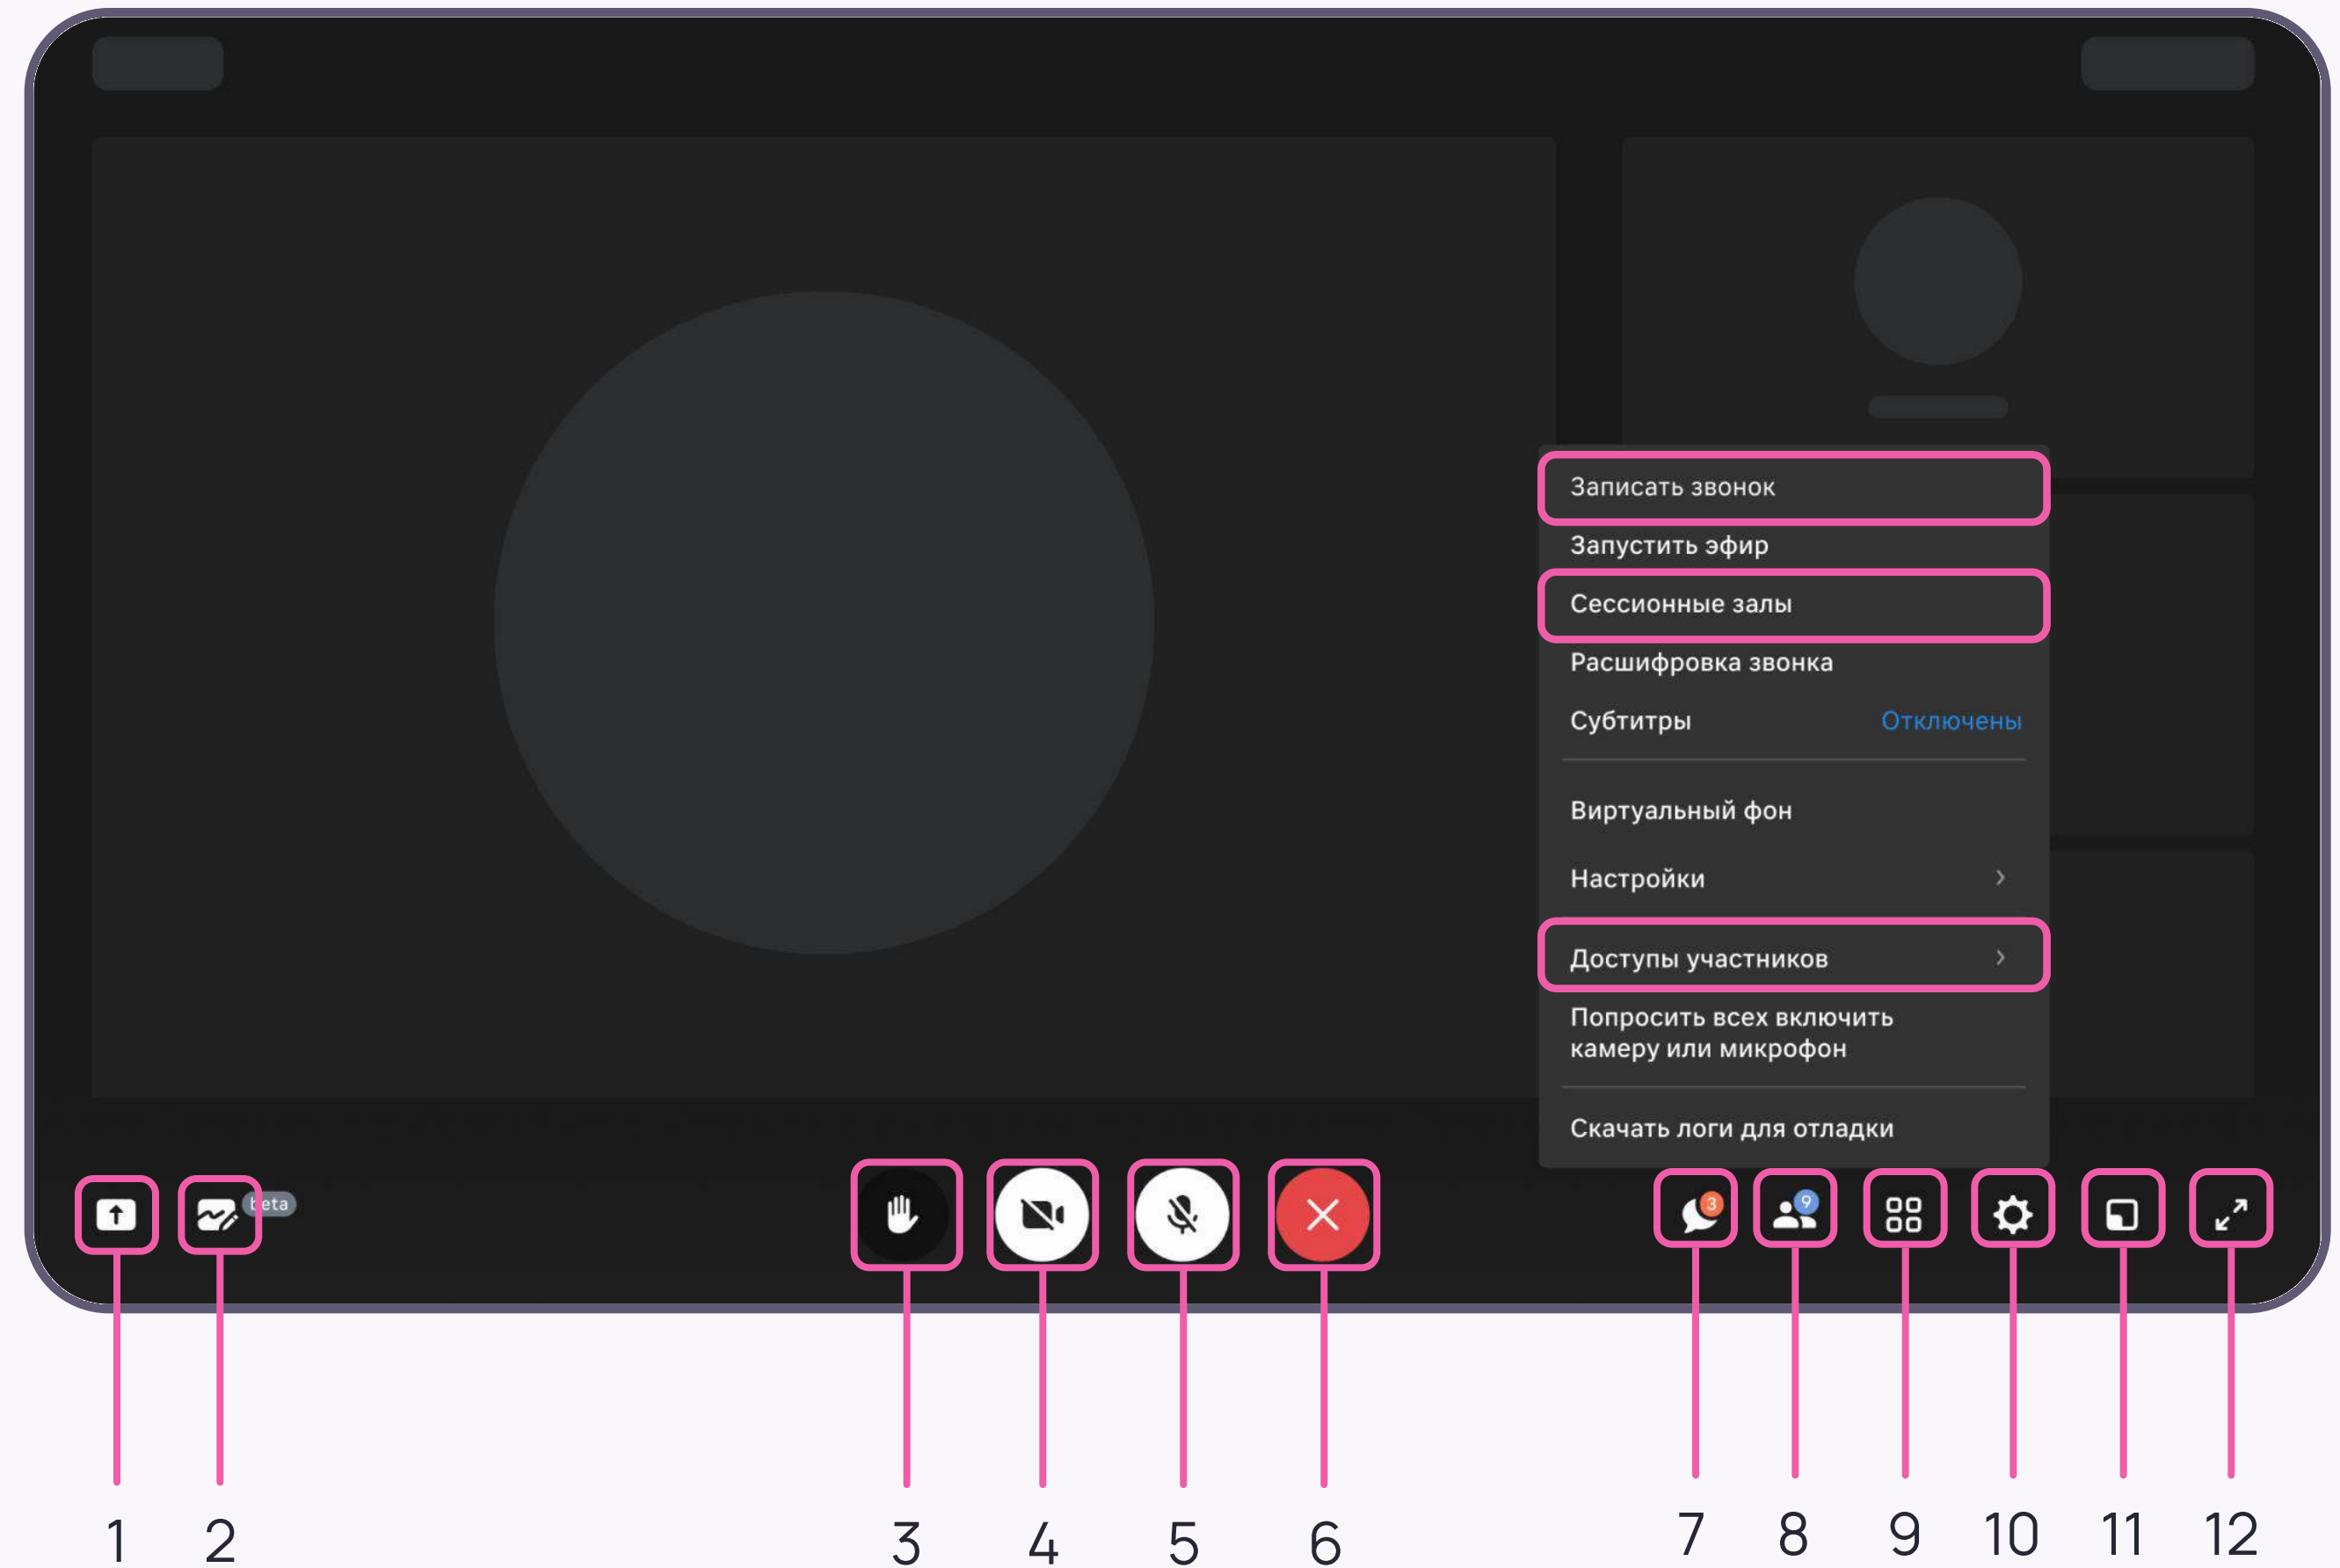 Записать звонок
Запустить эфир
Сессионные залы
Расшифровка звонка
Субтитры Отключены
Виртуальный фон
Настройки
Доступы участников
Попросить всех включить
камеру или микрофон
Скачать логи для отладки
beta
3 9
1 2 3 4 5 6 7 8 9 10 11 12